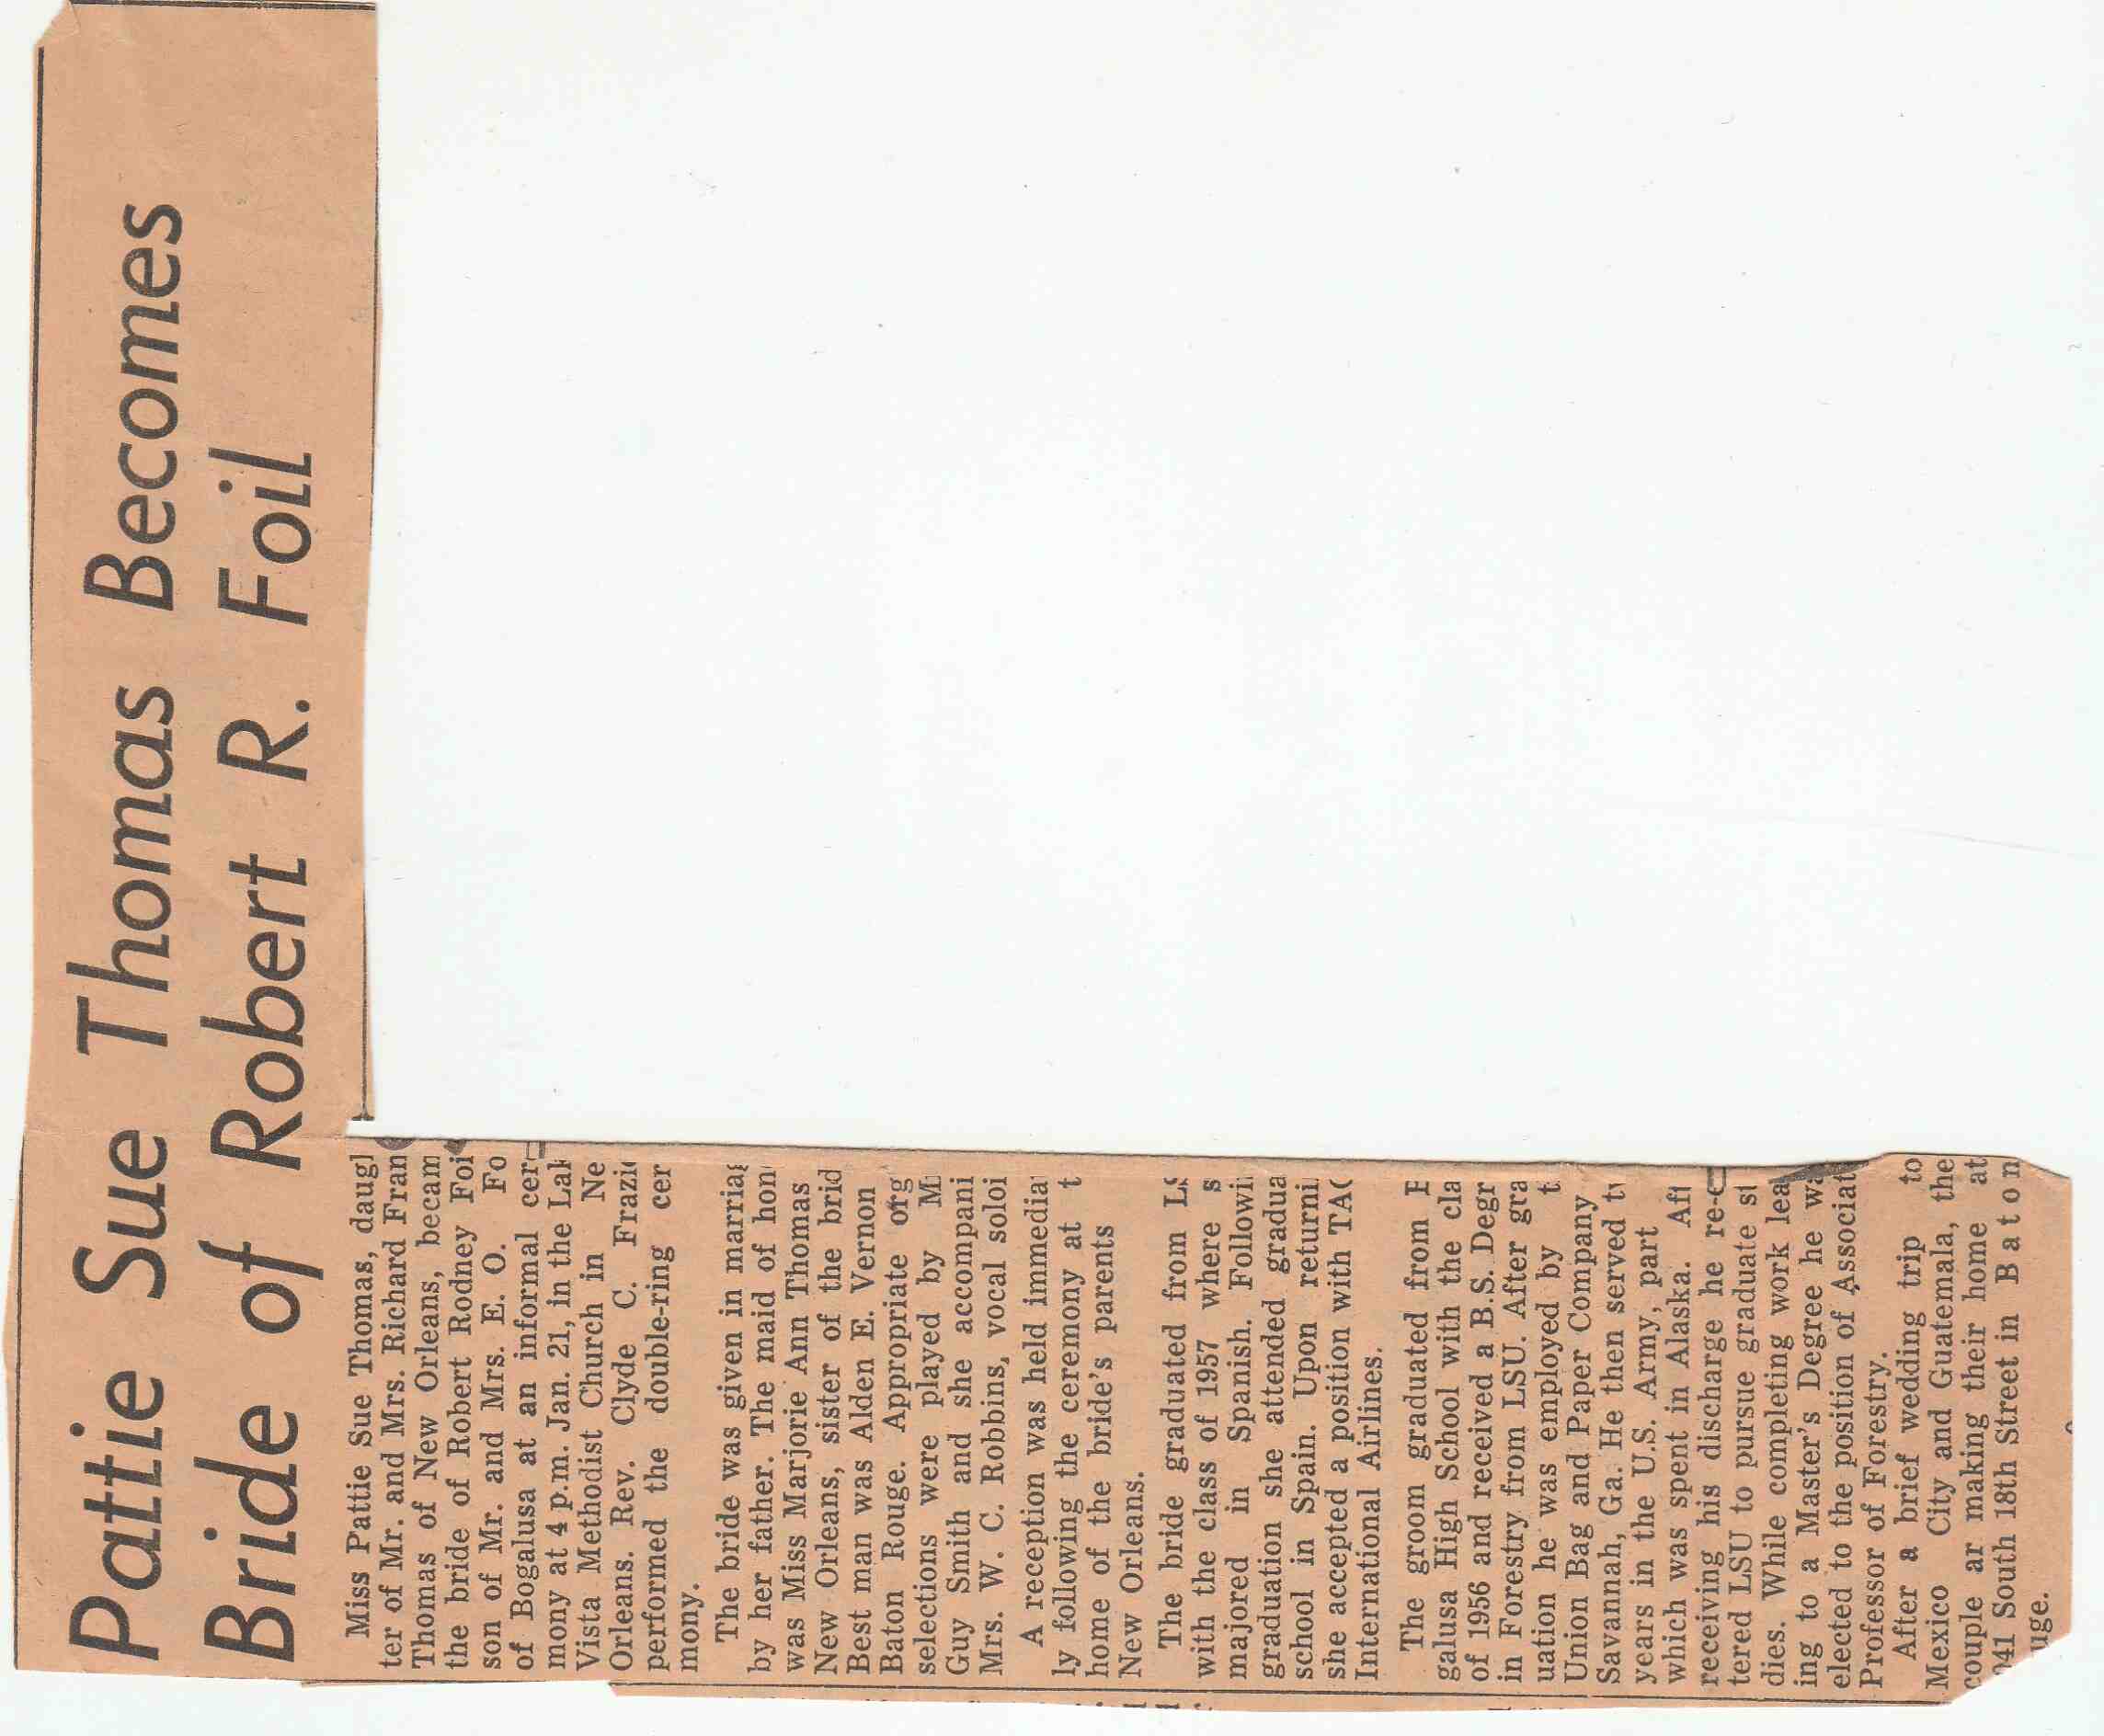 Pattie Sue Thomas Becomes
Bride of Robert R. Foil
Miss Pattie Sue Thomas, daugl
ter of Mr. and Mrs. Richard Fran
Thomas of New Orleans, becam
the bride of Robert Rodney Foi
son of Mr. and Mrs. E. O. Fo
of Bogalusa at an informal cer
mony at 4 p.m. Jan. 21, in the Lak
Vista Methodist Church in Ne
Orleans. Rev. Clyde C. Frazi
performed the double-ring cer
mony.
The bride was given in marriag
by her father. The maid of hon
was Miss Marjorie Ann Thomas
New Orleans, sister of the brid
Best man was Alden E. Vernon
Baton Rouge. Appropriate org
selections were played by M
Guy Smith and she accompani
Mrs. W. C. Robbins, vocal soloi
A reception was held immedia
ly following the ceremony at t
home of the bride's parents
New Orleans.
The bride graduated from LS
with the class of 1957 where s
majored in Spanish. Followi
graduation she attended gradua
school in Spain. Upon returni
she accepted a position with TAC
International Airlines.
The groom graduated from B
galusa High School with the cla
of 1956 and received a B.S. Degr
in Forestry from LSU. After gra
uation he was employed by t
Union Bag and Paper Company
Savannah, Ga. He then served tw
years in the U.S. Army, part
which was spent in Alaska. Aft
receiving his discharge he re-e
tered LSU to pursue graduate st
dies. While completing work lea
ing to a Master's Degree he wa
elected to the position of Associat
Professor of Forestry.
After a brief wedding trip to
Mexico City and Guatemala, the
couple ar making their home at
041 South 18th Street in Baton
uge.